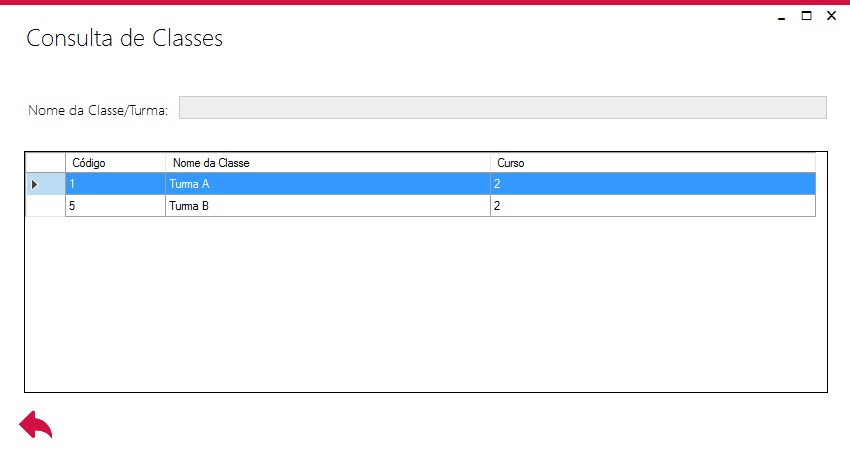 Consulta de Classes
Nome da Classe/Turma:
Código Nome da Classe Curso
1 Turma A 2
5 Turma B 2